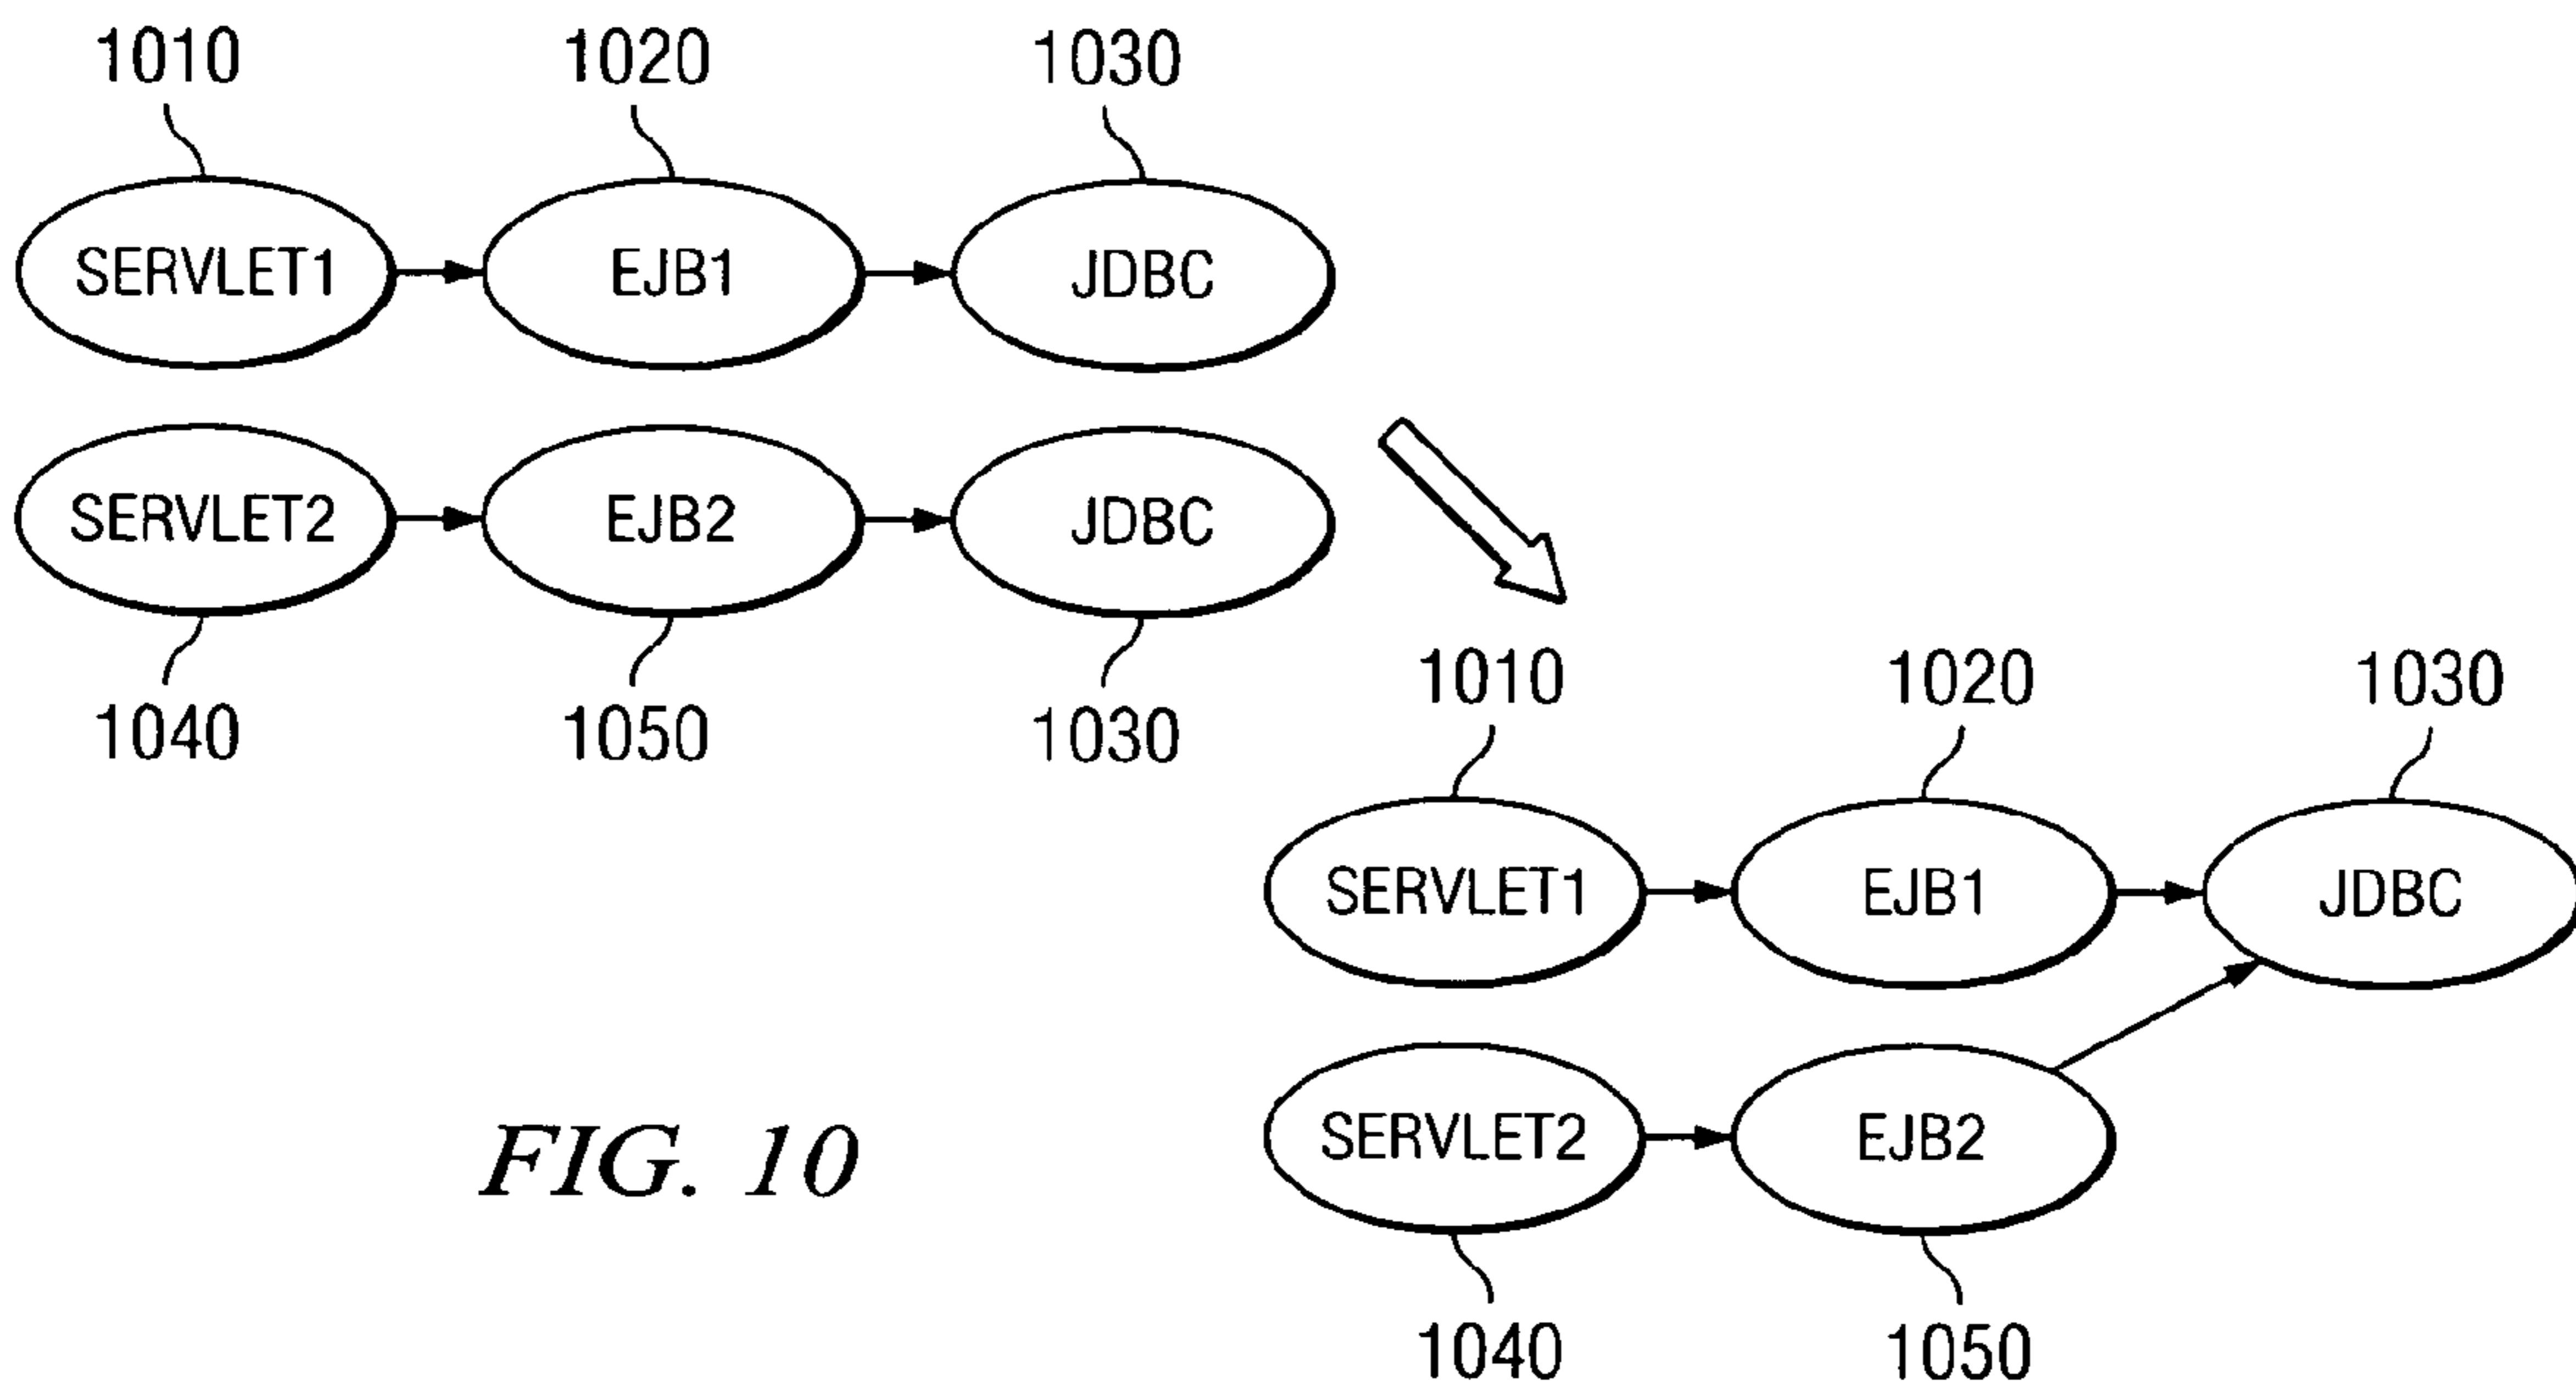 1010 1020 1030
SERVLET1 EJB1 JDBC
SERVLET2 EJB2 JDBC
1040 1050 1030
1010 1020 1030
SERVLET1 EJB1 JDBC
SERVLET2 EJB2
1040 1050
FIG. 10